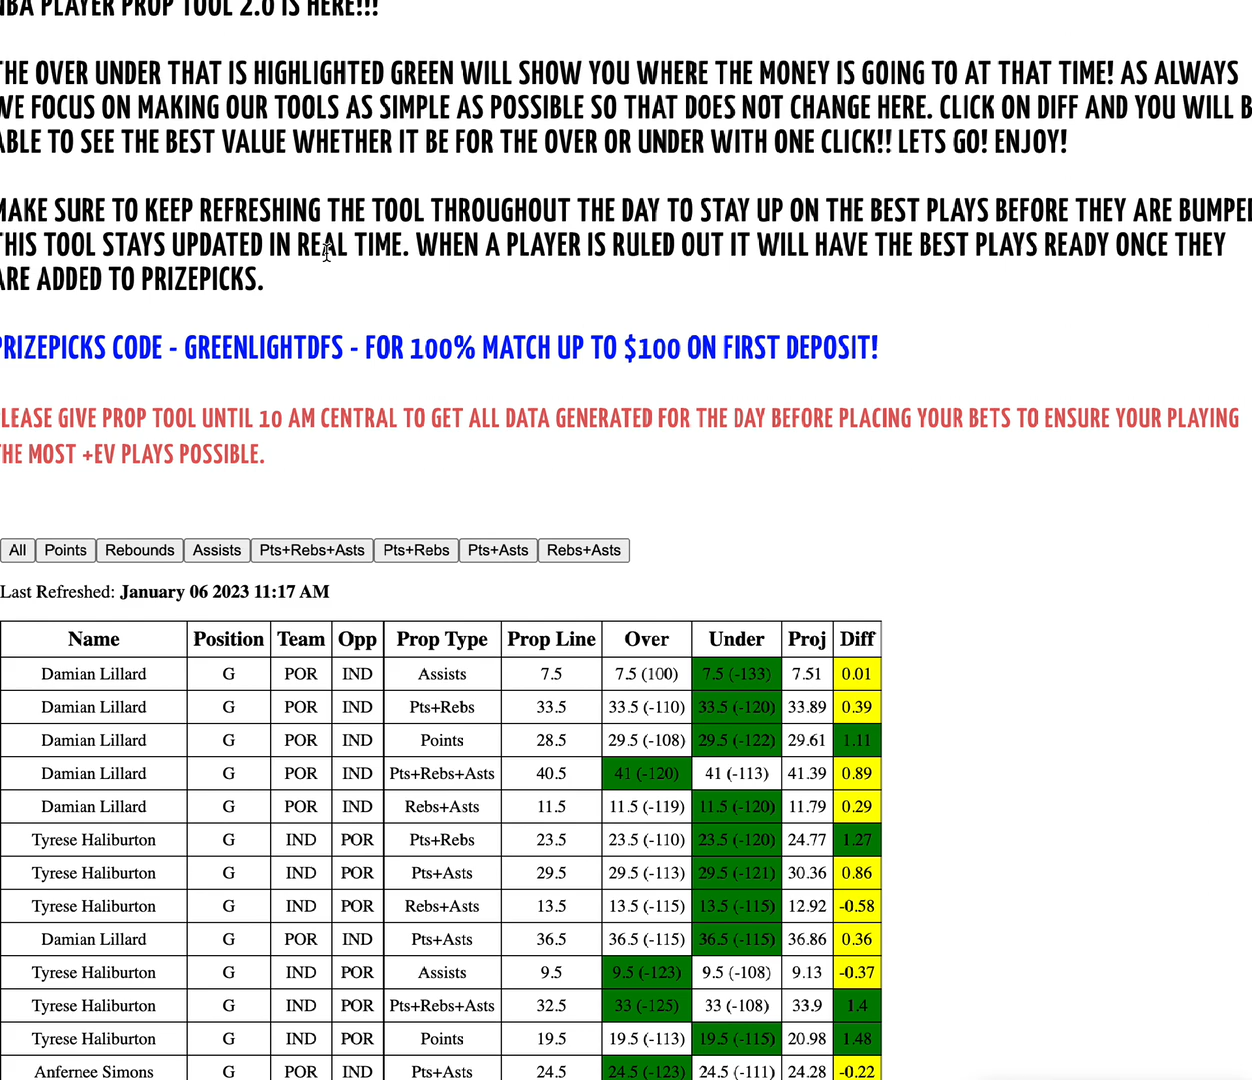 NBA PLAYER PROP TOOL 2.0 IS HERE!!!
THE OVER UNDER THAT IS HIGHLIGHTED GREEN WILL SHOW YOU WHERE THE MONEY IS GOING TO AT THAT TIME! AS ALWAYS
WE FOCUS ON MAKING OUR TOOLS AS SIMPLE AS POSSIBLE SO THAT DOES NOT CHANGE HERE. CLICK ON DIFF AND YOU WILL B
ABLE TO SEE THE BEST VALUE WHETHER IT BE FOR THE OVER OR UNDER WITH ONE CLICK!! LETS GO! ENJOY!
MAKE SURE TO KEEP REFRESHING THE TOOL THROUGHOUT THE DAY TO STAY UP ON THE BEST PLAYS BEFORE THEY ARE BUMPE
THIS TOOL STAYS UPDATED IN REAL TIME. WHEN A PLAYER IS RULED OUT IT WILL HAVE THE BEST PLAYS READY ONCE THEY
ARE ADDED TO PRIZEPICKS.
PRIZEPICKS CODE - GREENLIGHTDFS - FOR 100% MATCH UP TO $100 ON FIRST DEPOSIT!
LEASE GIVE PROP TOOL UNTIL 10 AM CENTRAL TO GET ALL DATA GENERATED FOR THE DAY BEFORE PLACING YOUR BETS TO ENSURE YOUR PLAYING
THE MOST +EV PLAYS POSSIBLE.
All Points Rebounds Assists Pts+Rebs+Asts Pts+Rebs Pts+Asts Rebs+Asts
Last Refreshed: January 06 2023 11:17 AM
Name Position Team Opp Prop Type Prop Line Over Under Proj Diff
Damian Lillard G POR IND Assists 7.5 7.5 (100) 7.5 (-133) 7.51 0.01
Damian Lillard G POR IND Pts+Rebs 33.5 33.5 (-110) 33.5 (-120) 33.89 0.39
Damian Lillard G POR IND Points 28.5 29.5 (-108) 29.5 (-122) 29.61 1.11
Damian Lillard G POR IND Pts+Rebs+Asts 40.5 41 (-120) 41 (-113) 41.39 0.89
Damian Lillard G POR IND Rebs+Asts 11.5 11.5 (-119) 11.5 (-120) 11.79 0.29
Tyrese Haliburton G IND POR Pts+Rebs 23.5 23.5 (-110) 23.5 (-120) 24.77 1.27
Tyrese Haliburton G IND POR Pts+Asts 29.5 29.5 (-113) 29.5 (-121) 30.36 0.86
Tyrese Haliburton G IND POR Rebs+Asts 13.5 13.5 (-115) 13.5 (-115) 12.92 -0.58
Damian Lillard G POR IND Pts+Asts 36.5 36.5 (-115) 36.5 (-115) 36.86 0.36
Tyrese Haliburton G IND POR Assists 9.5 9.5 (-123) 9.5 (-108) 9.13 -0.37
Tyrese Haliburton G IND POR Pts+Rebs+Asts 32.5 33 (-125) 33 (-108) 33.9 1.4
Tyrese Haliburton G IND POR Points 19.5 19.5 (-113) 19.5 (-115) 20.98 1.48
Anfernee Simons G POR IND Pts+Asts 24.5 24.5 (-123) 24.5 (-111) 24.28 -0.22